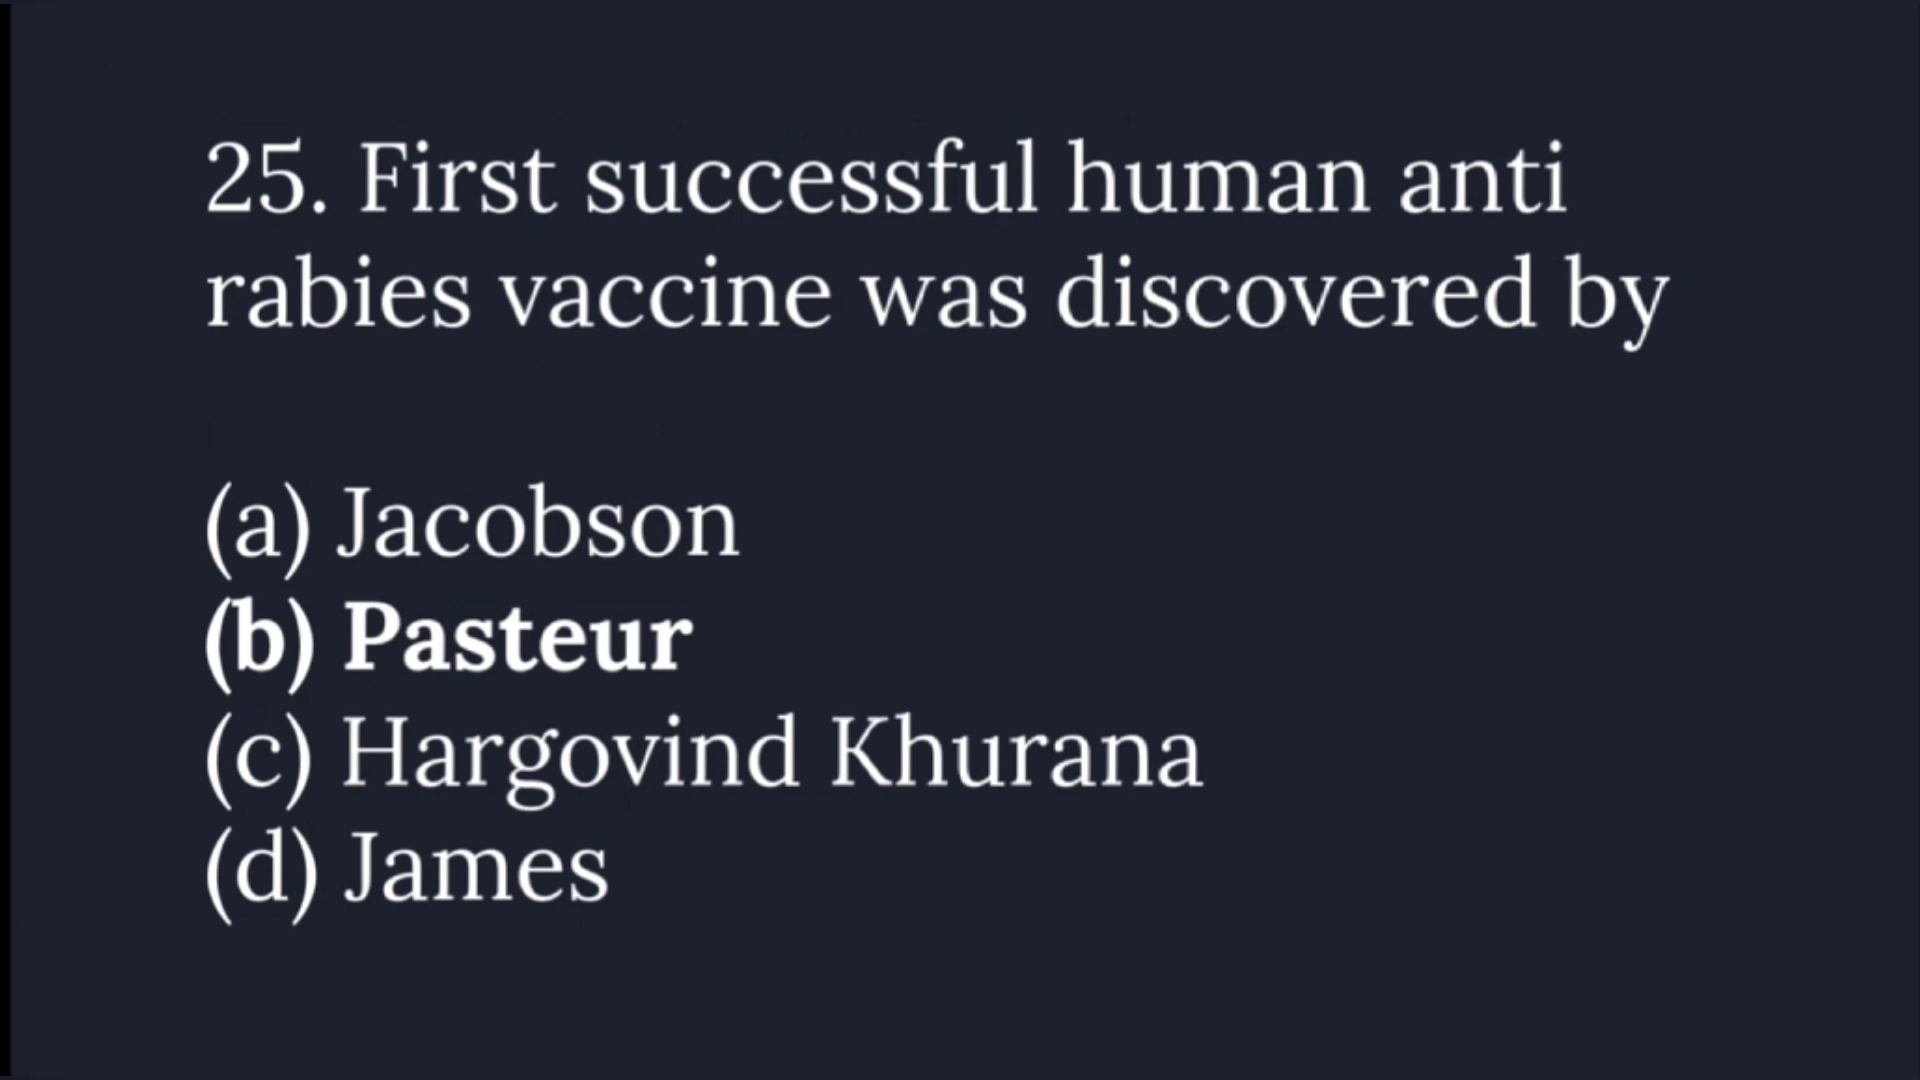 25. First successful human anti
rabies vaccine was discovered by
(a) Jacobson
(b) Pasteur
(c) Hargovind Khurana
(d) James